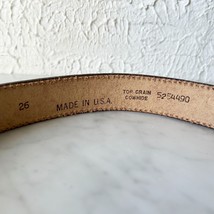 26
MADE IN U.S.A.
TOP GRAIN
COWHIDE
5254490